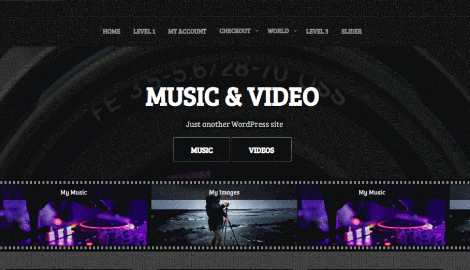 HOME LEVEL 1 MY ACCOUNT CHECKOUT WORLD LEVEL 3 SLIDER
FE 3.5-5.6/28-70 OSS
MUSIC & VIDEO
Just another WordPress site
MUSIC VIDEOS
My Music My Images My Music